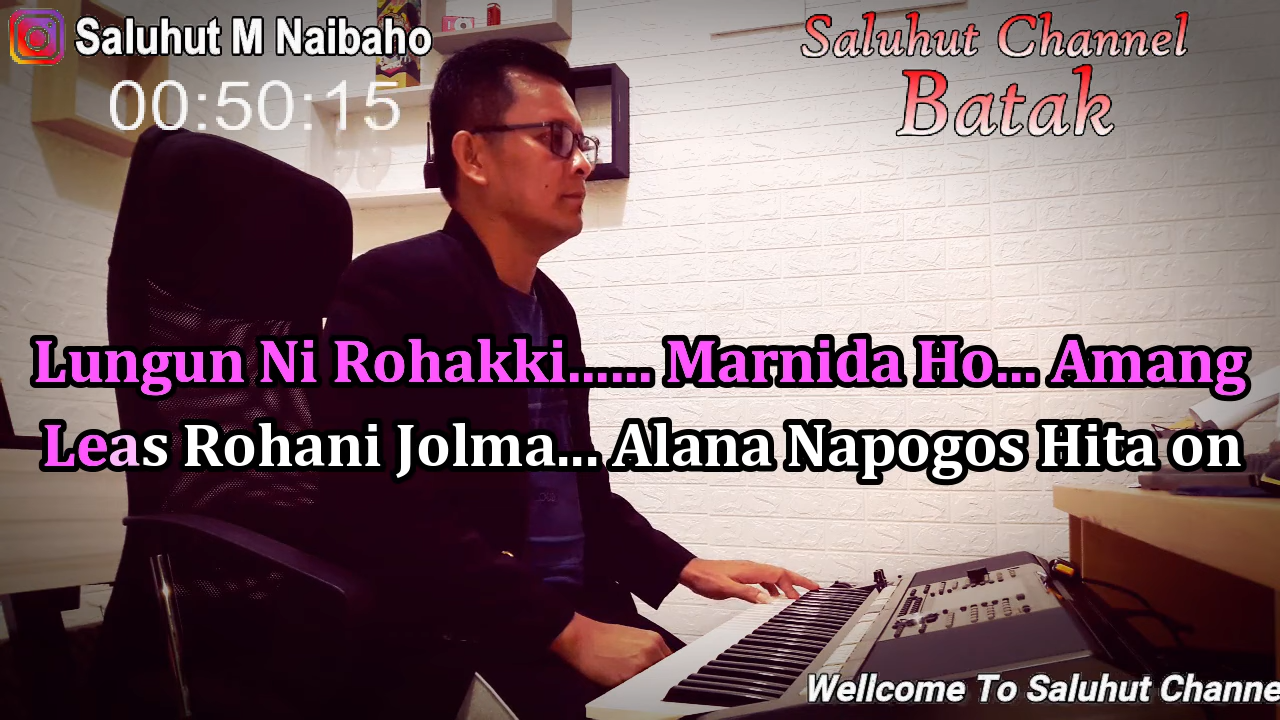 Saluhut M Naibaho
00:50:15
Saluhut Channel
Batak
Lungun Ni Rohakki...... Marnida Ho... Amang
Leas Rohani Jolma... Alana Napogos Hita on
Wellcome To Saluhut Channe